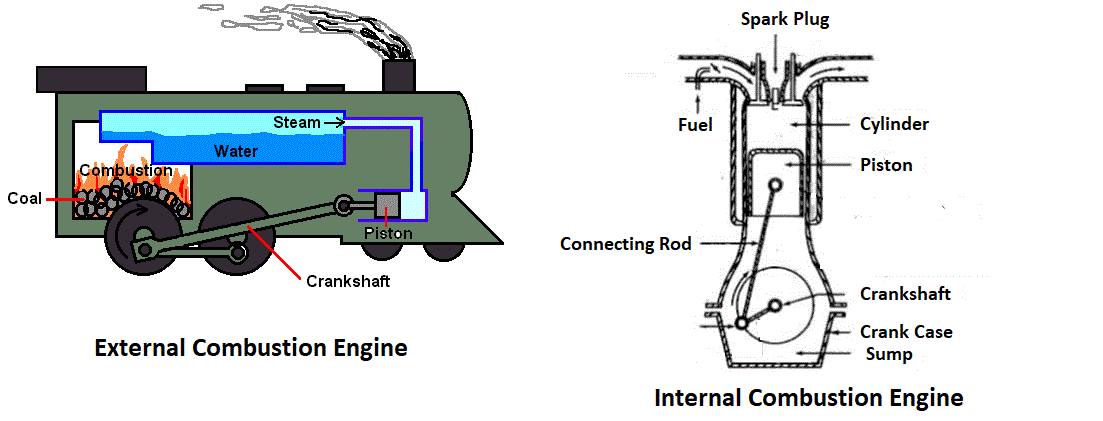 Steam
Water
Combustion
Coal
Piston
Crankshaft
External Combustion Engine
Spark Plug
Fuel
Cylinder
Piston
Connecting Rod
Crankshaft
Crank Case
Sump
Internal Combustion Engine